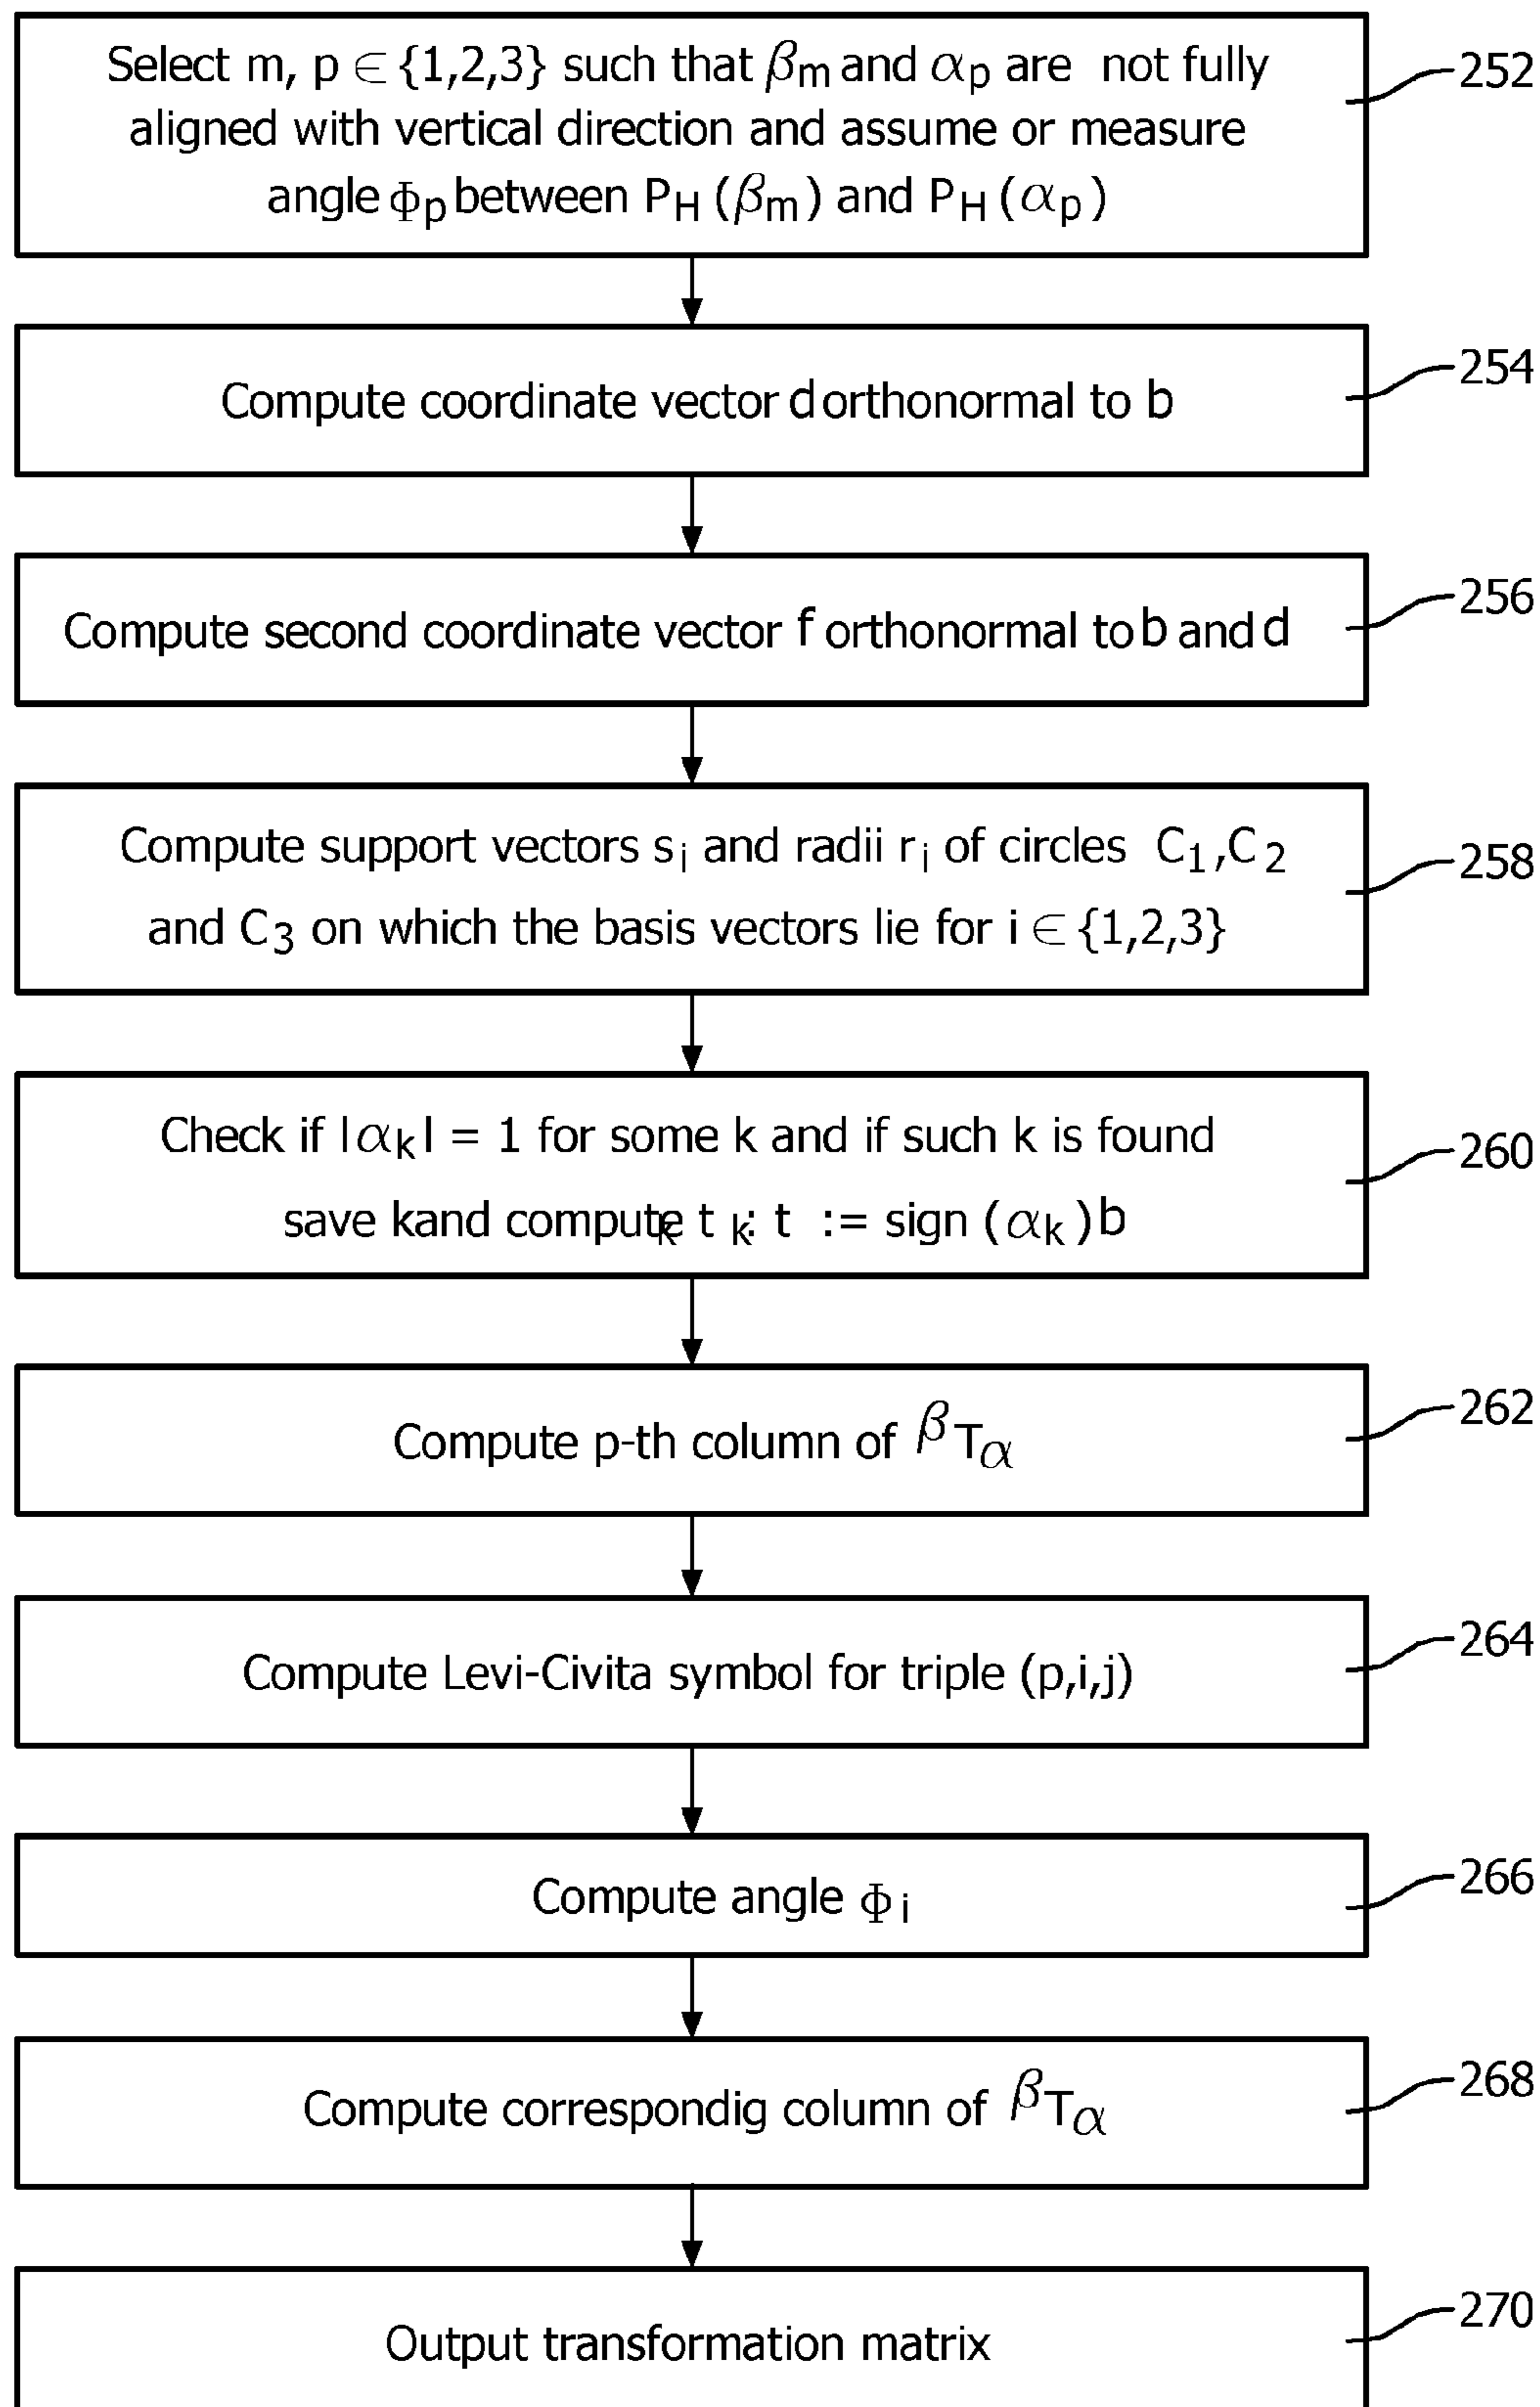 Select m, p ∈ {1,2,3} such that βm and αp are not fully
aligned with vertical direction and assume or measure
angle Φp between PH (βm) and PH (αp)
252
Compute coordinate vector d orthonormal to b
254
Compute second coordinate vector f orthonormal to b and d
256
Compute support vectors si and radii ri of circles C1,C2
and C3 on which the basis vectors lie for i ∈ {1,2,3}
258
Check if |αk| = 1 for some k and if such k is found
save kand compute tk: tk := sign (αk)b
260
Compute p-th column of βTα
262
Compute Levi-Civita symbol for triple (p,i,j)
264
Compute angle Φi
266
Compute correspondig column of βTα
268
Output transformation matrix
270